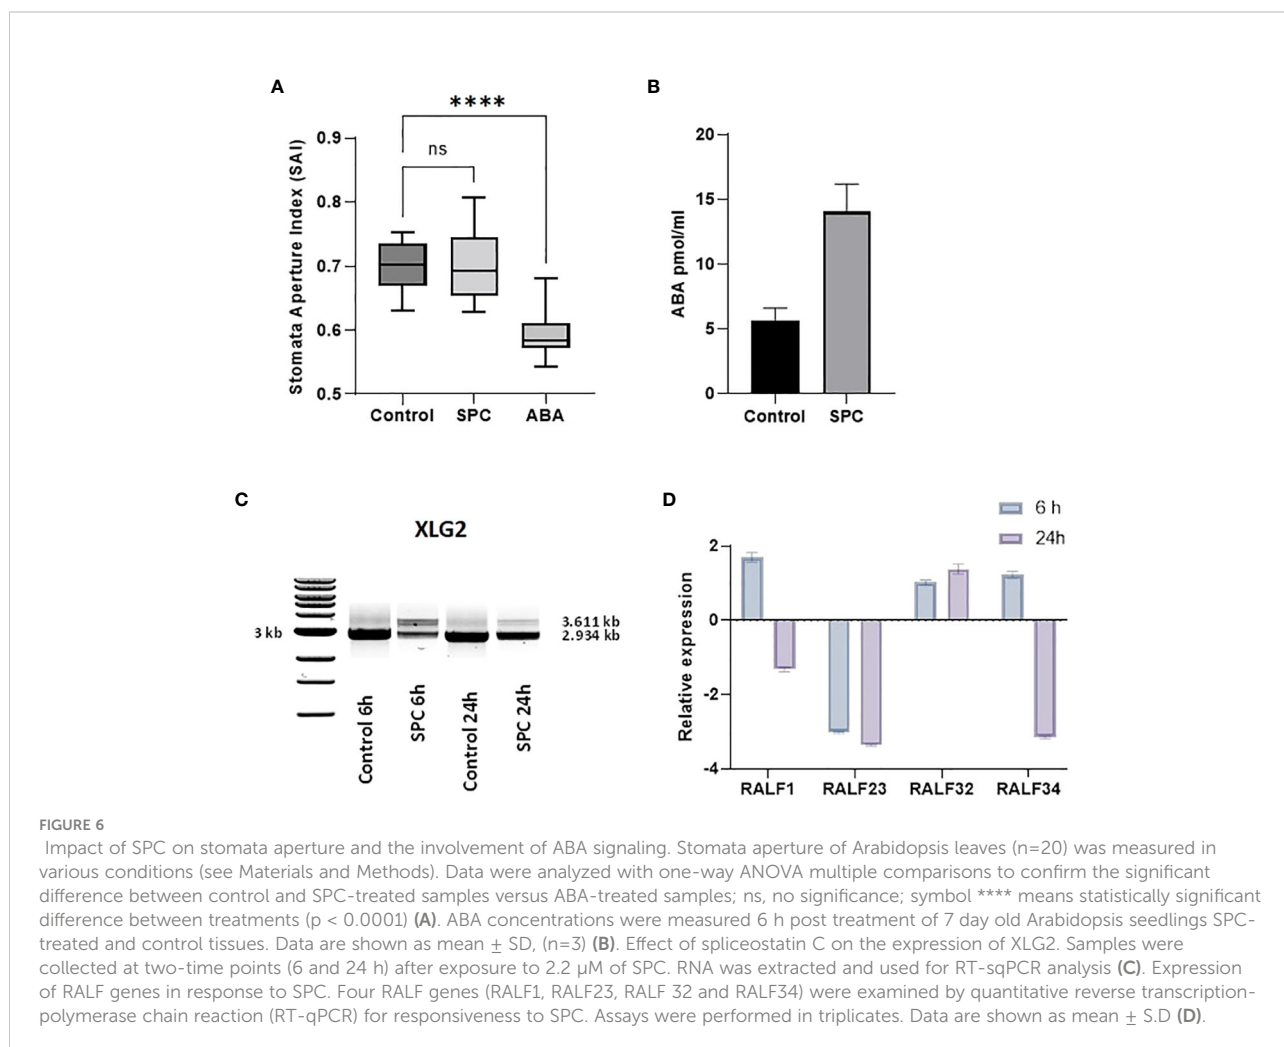 A
****
ns
Stomata Aperture Index (SAI)
0.9
0.8
0.7
0.6
0.5
Control SPC ABA
B
ABA pmol/ml
20
15
10
5
0
Control SPC
C
XLG2
3 kb
3.611 kb
2.934 kb
Control 6h
SPC 6h
Control 24h
SPC 24h
D
6 h
24h
Relative expression
2
0
-2
-4
RALF1 RALF23 RALF32 RALF34
FIGURE 6
Impact of SPC on stomata aperture and the involvement of ABA signaling. Stomata aperture of Arabidopsis leaves (n=20) was measured in
various conditions (see Materials and Methods). Data were analyzed with one-way ANOVA multiple comparisons to confirm the significant
difference between control and SPC-treated samples versus ABA-treated samples; ns, no significance; symbol **** means statistically significant
difference between treatments (p < 0.0001) (A). ABA concentrations were measured 6 h post treatment of 7 day old Arabidopsis seedlings SPC-
treated and control tissues. Data are shown as mean ± SD, (n=3) (B). Effect of spliceostatin C on the expression of XLG2. Samples were
collected at two-time points (6 and 24 h) after exposure to 2.2 µM of SPC. RNA was extracted and used for RT-sqPCR analysis (C). Expression
of RALF genes in response to SPC. Four RALF genes (RALF1, RALF23, RALF 32 and RALF34) were examined by quantitative reverse transcription-
polymerase chain reaction (RT-qPCR) for responsiveness to SPC. Assays were performed in triplicates. Data are shown as mean ± S.D (D).